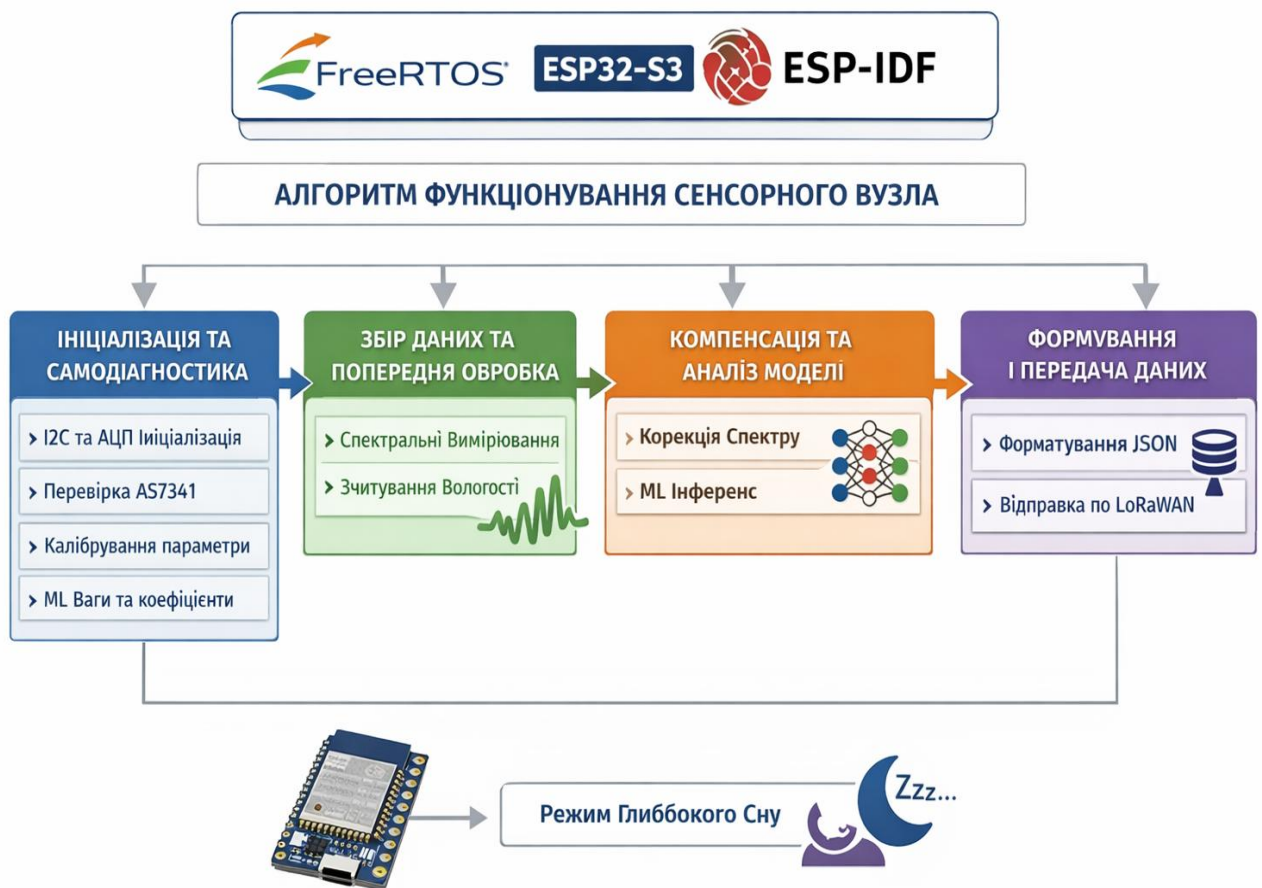 FreeRTOS ESP32-S3 ESP-IDF
АЛГОРИТМ ФУНКЦІОНУВАННЯ СЕНСОРНОГО ВУЗЛА
ІНІЦІАЛІЗАЦІЯ ТА
САМОДІАГНОСТИКА
› I2C та АЦП Іиіціалізація
› Перевірка AS7341
› Калібрування параметри
› ML Ваги та коефіцієнти
ЗБІР ДАНИХ ТА
ПОПЕРЕДНЯ ОВРОБКА
› Спектральні Вимірювання
› Зчитування Вологості
КОМПЕНСАЦІЯ ТА
АНАЛІЗ МОДЕЛІ
› Корекція Спектру
› ML Інференс
ФОРМУВАННЯ
І ПЕРЕДАЧА ДАНИХ
› Форматування JSON
› Відправка по LoRaWAN
Режим Глиббокого Сну
Zzz...